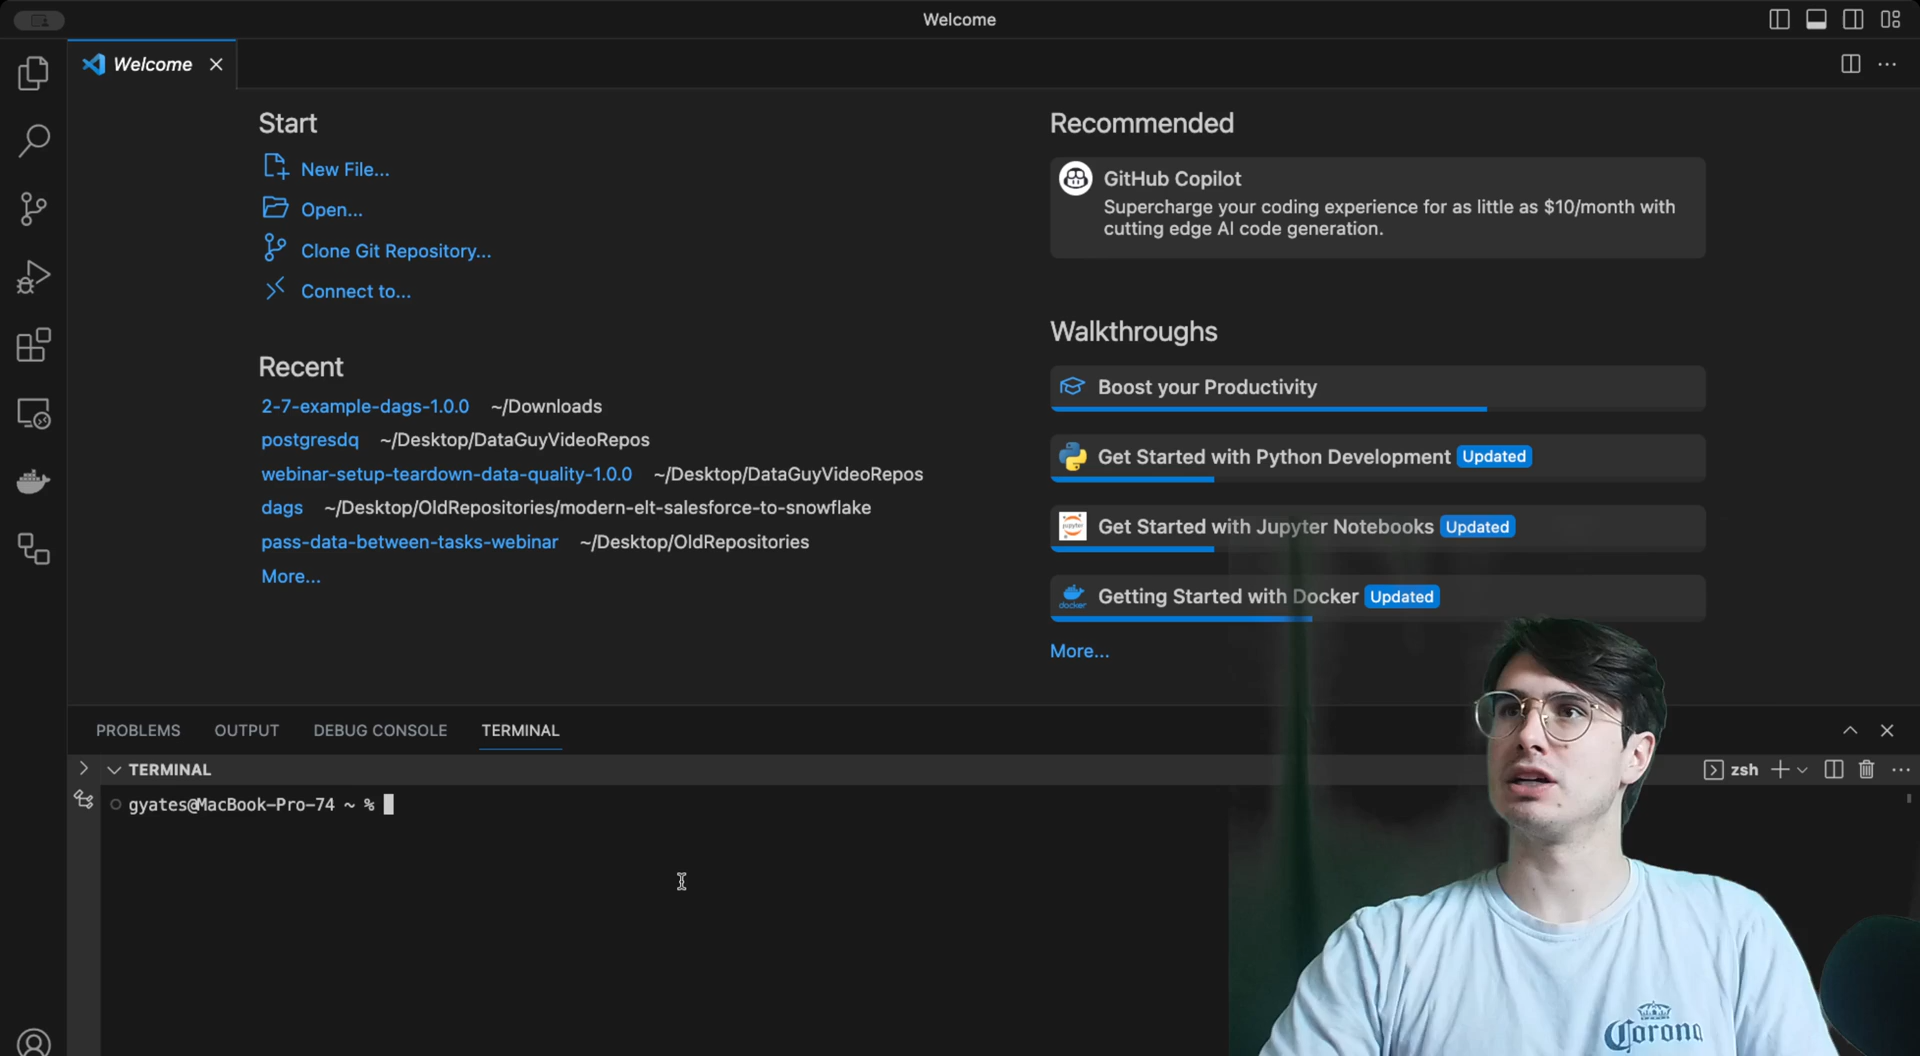 Welcome
Welcome
Start
New File...
Open...
Clone Git Repository...
Connect to...
Recent
2-7-example-dags-1.0.0 ~/Downloads
postgresdq ~/Desktop/DataGuyVideoRepos
webinar-setup-teardown-data-quality-1.0.0 ~/Desktop/DataGuyVideoRepos
dags ~/Desktop/OldRepositories/modern-elt-salesforce-to-snowflake
pass-data-between-tasks-webinar ~/Desktop/OldRepositories
More...
Recommended
GitHub Copilot
Supercharge your coding experience for as little as $10/month with
cutting edge AI code generation.
Walkthroughs
Boost your Productivity
Get Started with Python Development Updated
jupyter
Get Started with Jupyter Notebooks Updated
docker
Getting Started with Docker Updated
More...
PROBLEMS OUTPUT DEBUG CONSOLE TERMINAL
TERMINAL
zsh
gyates@MacBook-Pro-74 ~ %
Corona